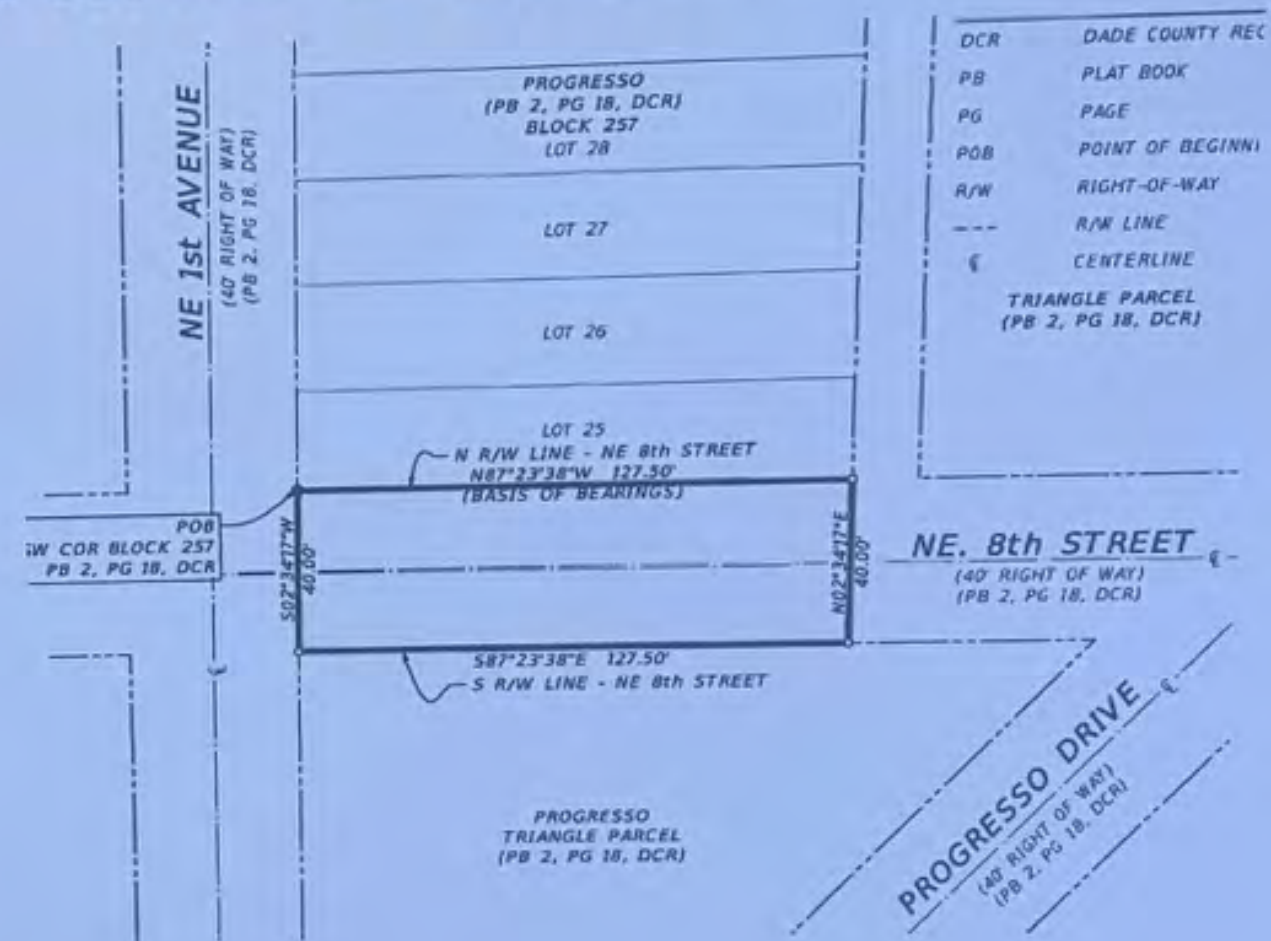 NE 1st AVENUE
(40' RIGHT OF WAY)
(PB 2, PG 18, DCR)
PROGRESSO
(PB 2, PG 18, DCR)
BLOCK 257
LOT 28
LOT 27
LOT 26
LOT 25
N R/W LINE - NE 8th STREET
N87°23'38"W 127.50'
(BASIS OF BEARINGS)
DCR DADE COUNTY REC
PB PLAT BOOK
PG PAGE
POB POINT OF BEGINNI
R/W RIGHT-OF-WAY
--- R/W LINE
℄ CENTERLINE
TRIANGLE PARCEL
(PB 2, PG 18, DCR)
POB
SW COR BLOCK 257
PB 2, PG 18, DCR
S02°34'17"W
40.00'
N02°34'17"E
40.00'
NE. 8th STREET ℄
(40' RIGHT OF WAY)
(PB 2, PG 18, DCR)
℄
S87°23'38"E 127.50'
S R/W LINE - NE 8th STREET
PROGRESSO
TRIANGLE PARCEL
(PB 2, PG 18, DCR)
PROGRESSO DRIVE ℄
(40' RIGHT OF WAY)
(PB 2, PG 18, DCR)